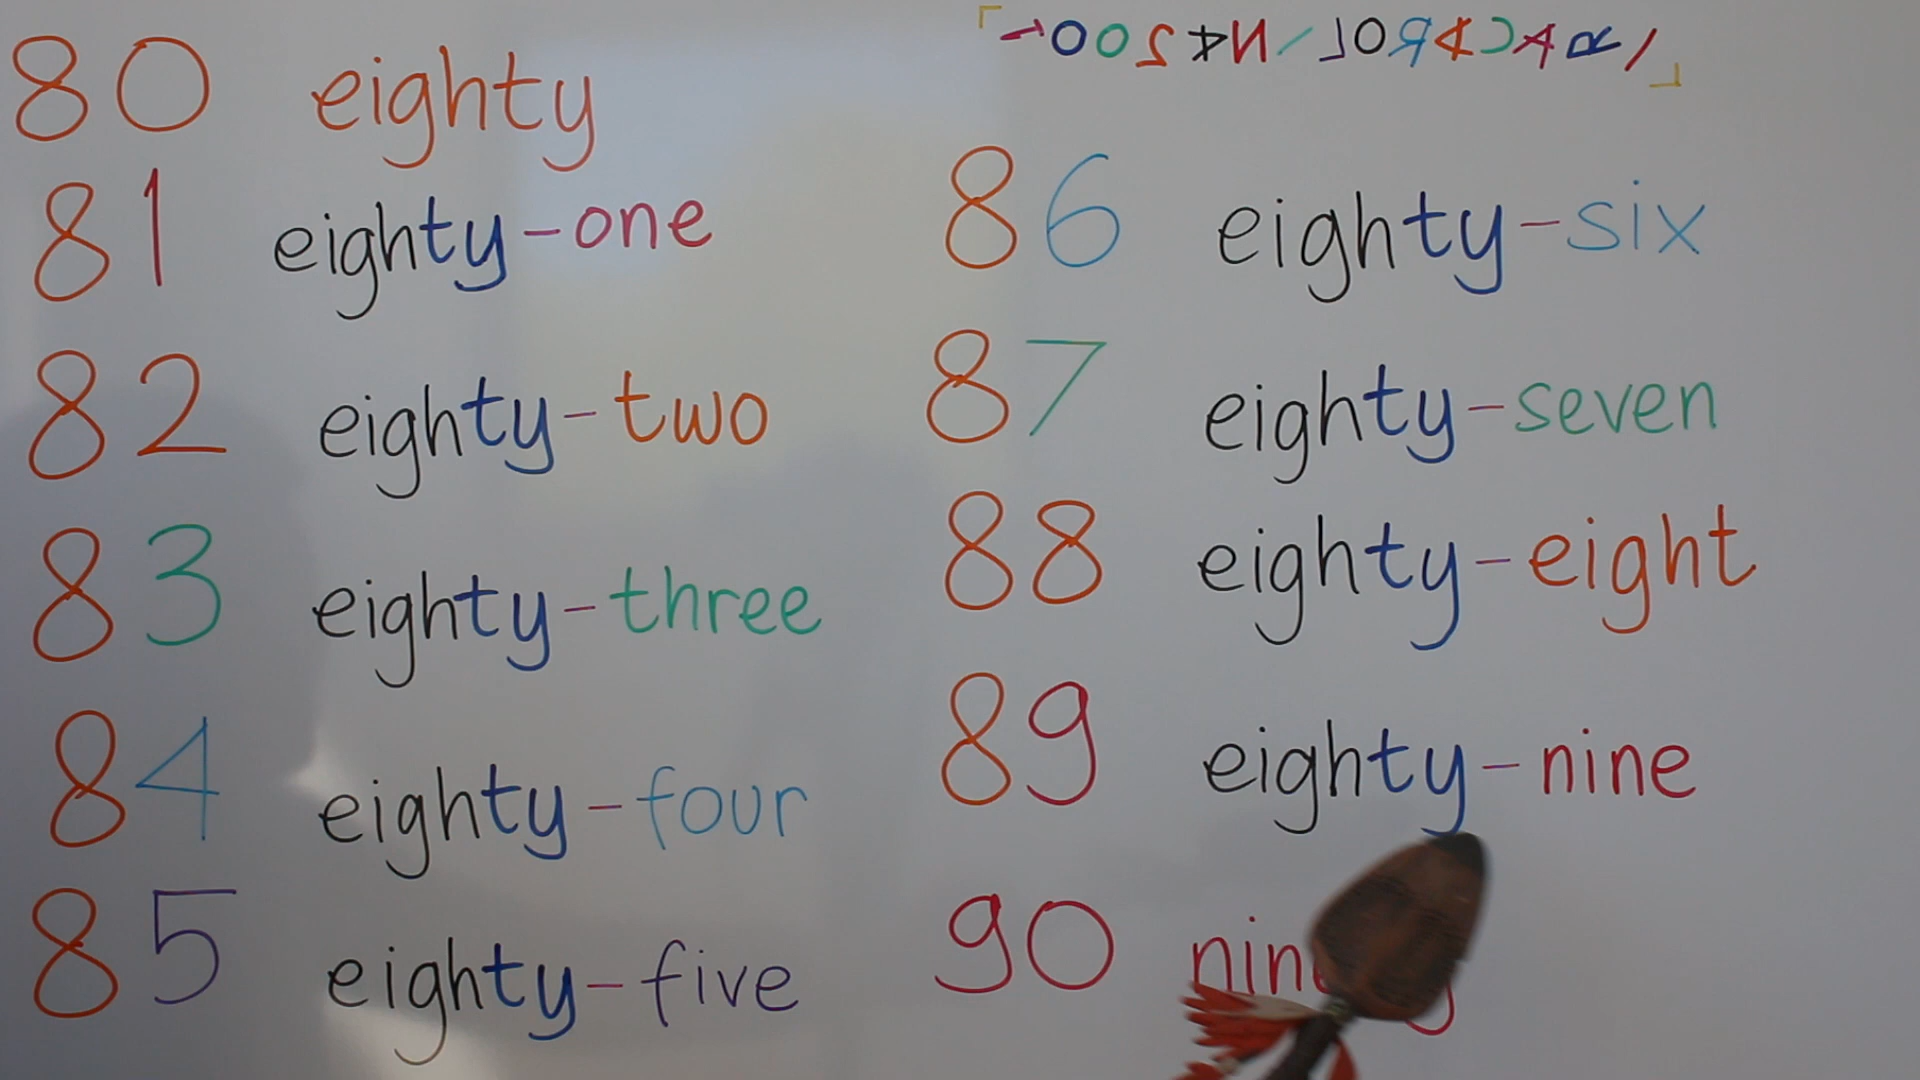 80 eighty
81 eighty-one
82 eighty-two
83 eighty-three
84 eighty-four
85 eighty-five
86 eighty-six
87 eighty-seven
88 eighty-eight
89 eighty-nine
90